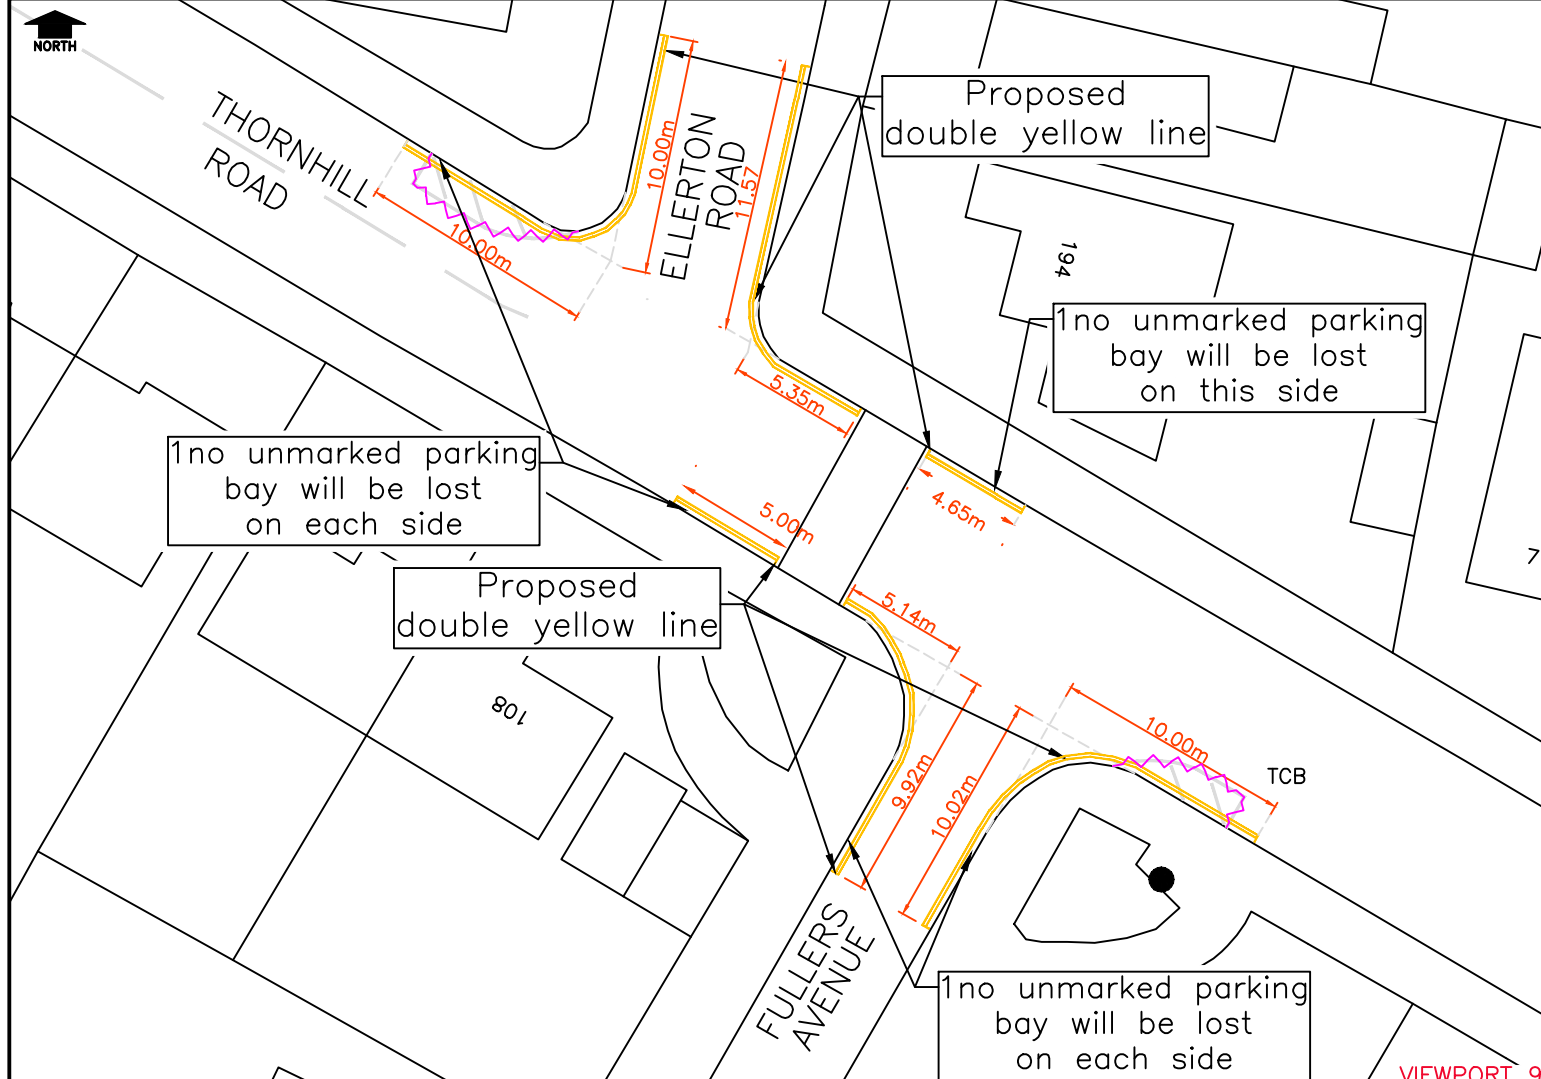 NORTH
THORNHILL
ROAD
ELLERTON
ROAD
10.00m
11.57
10.00m
Proposed
double yellow line
194
1no unmarked parking
bay will be lost
on this side
5.35m
1no unmarked parking
bay will be lost
on each side
5.00m
4.65m
7
Proposed
double yellow line
5.14m
108
9.92m
10.02m
10.00m
TCB
FULLERS
AVENUE
1no unmarked parking
bay will be lost
on each side
VIEWPORT 9